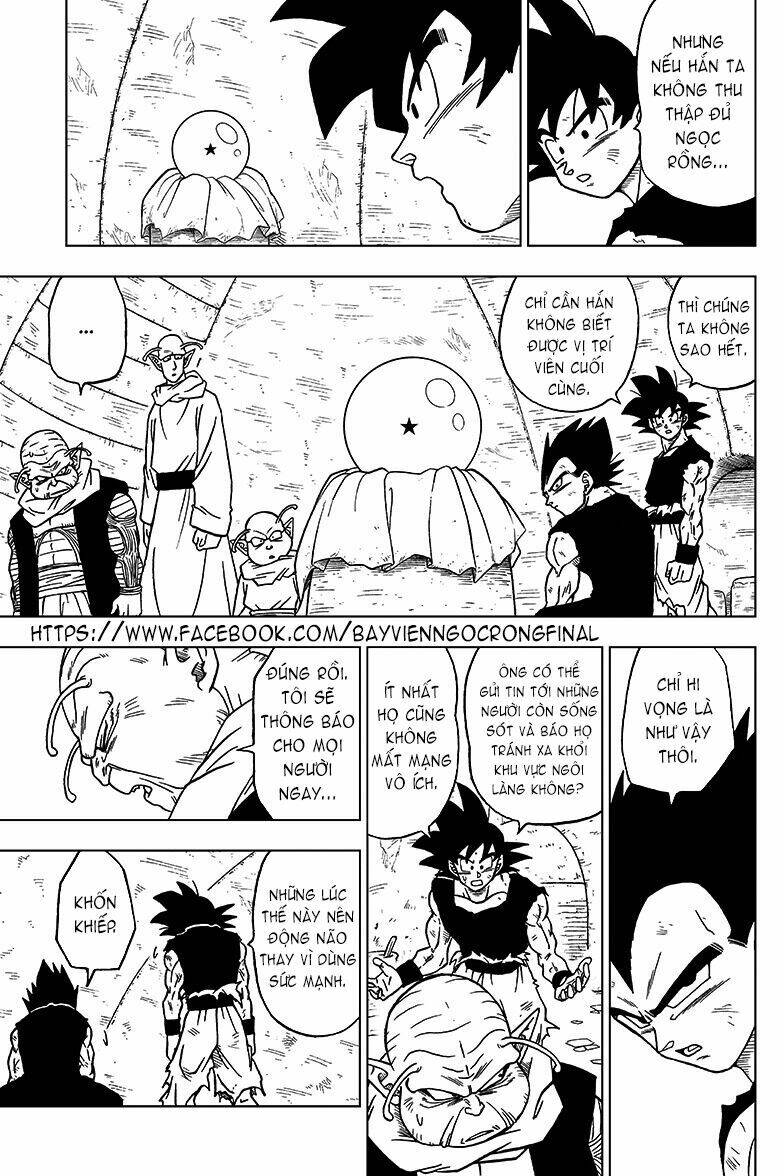 NHƯNG
NẾU HẮN TA
KHÔNG THU
THẬP ĐỦ
NGỌC
RỒNG...
THÌ CHÚNG
TA KHÔNG
SAO HẾT.
CHỈ CẦN HẮN
KHÔNG BIẾT
ĐƯỢC VỊ TRÍ
VIÊN CUỐI
CÙNG.
...
HTTPS://WWW.FACEBOOK.COM/BAYVIENNGOCRONGFINAL
CHỈ HI
VỌNG LÀ
NHƯ VẬY
THÔI.
ÔNG CÓ THỂ
GỬI TIN TỚI NHỮNG
NGƯỜI CÒN SỐNG
SÓT VÀ BÁO HỌ
TRÁNH XA KHỎI
KHU VỰC NGÔI
LÀNG KHÔNG?
ÍT NHẤT
HỌ CŨNG
KHÔNG
MẤT MẠNG
VÔ ÍCH.
ĐÚNG RỒI.
TÔI SẼ
THÔNG BÁO
CHO MỌI
NGƯỜI
NGAY...
NHỮNG LÚC
THẾ NÀY NÊN
ĐỘNG NÃO
THAY VÌ DÙNG
SỨC MẠNH.
KHỐN
KHIẾP.